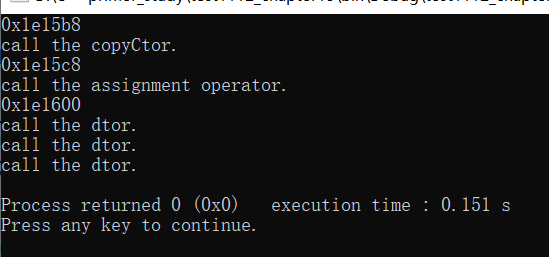 0x1e15b8
call the copyCtor.
0x1e15c8
call the assignment operator.
0x1e1600
call the dtor.
call the dtor.
call the dtor.
Process returned 0 (0x0)   execution time : 0.151 s
Press any key to continue.